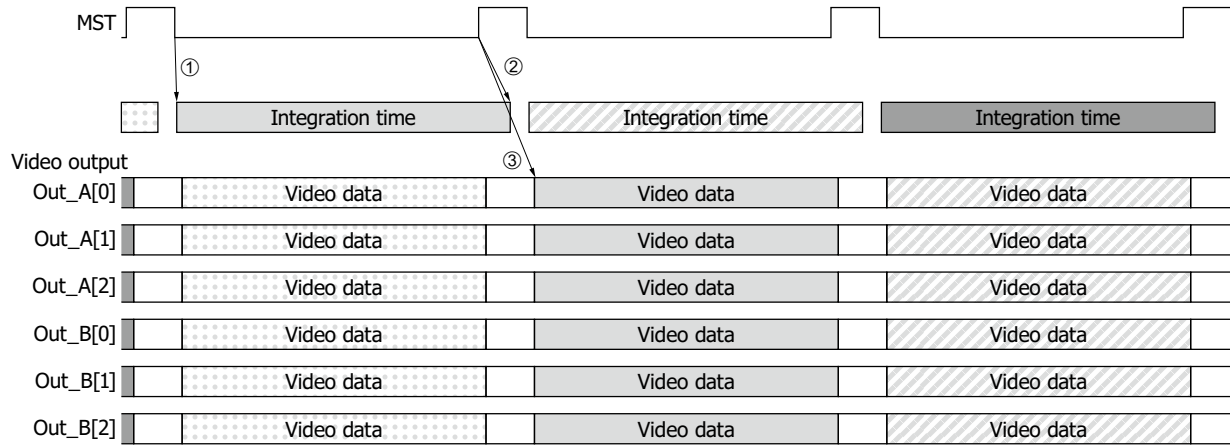 MST
① ②
Integration time Integration time Integration time
③
Video output
Out_A[0] Video data Video data Video data
Out_A[1] Video data Video data Video data
Out_A[2] Video data Video data Video data
Out_B[0] Video data Video data Video data
Out_B[1] Video data Video data Video data
Out_B[2] Video data Video data Video data